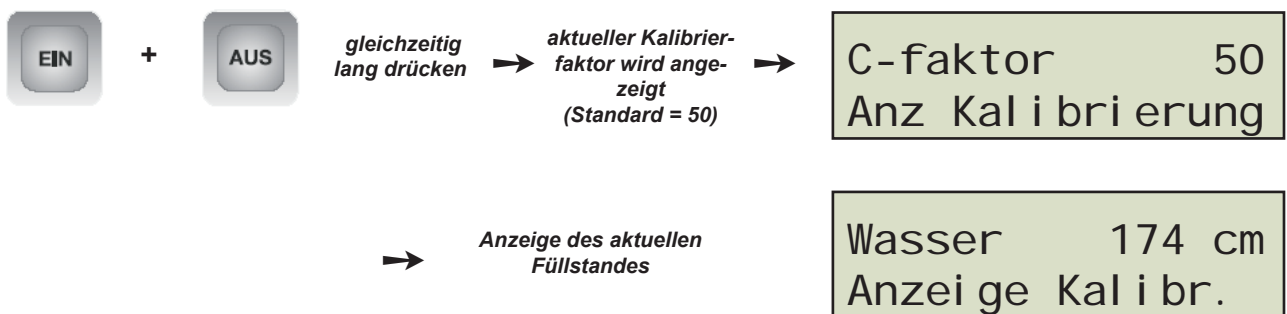 EIN
+
AUS
gleichzeitig
lang drücken
aktueller Kalibrier-
faktor wird ange-
zeigt
(Standard = 50)
C-faktor 50
Anz Kalibrierung
Anzeige des aktuellen
Füllstandes
Wasser 174 cm
Anzeige Kalibr.